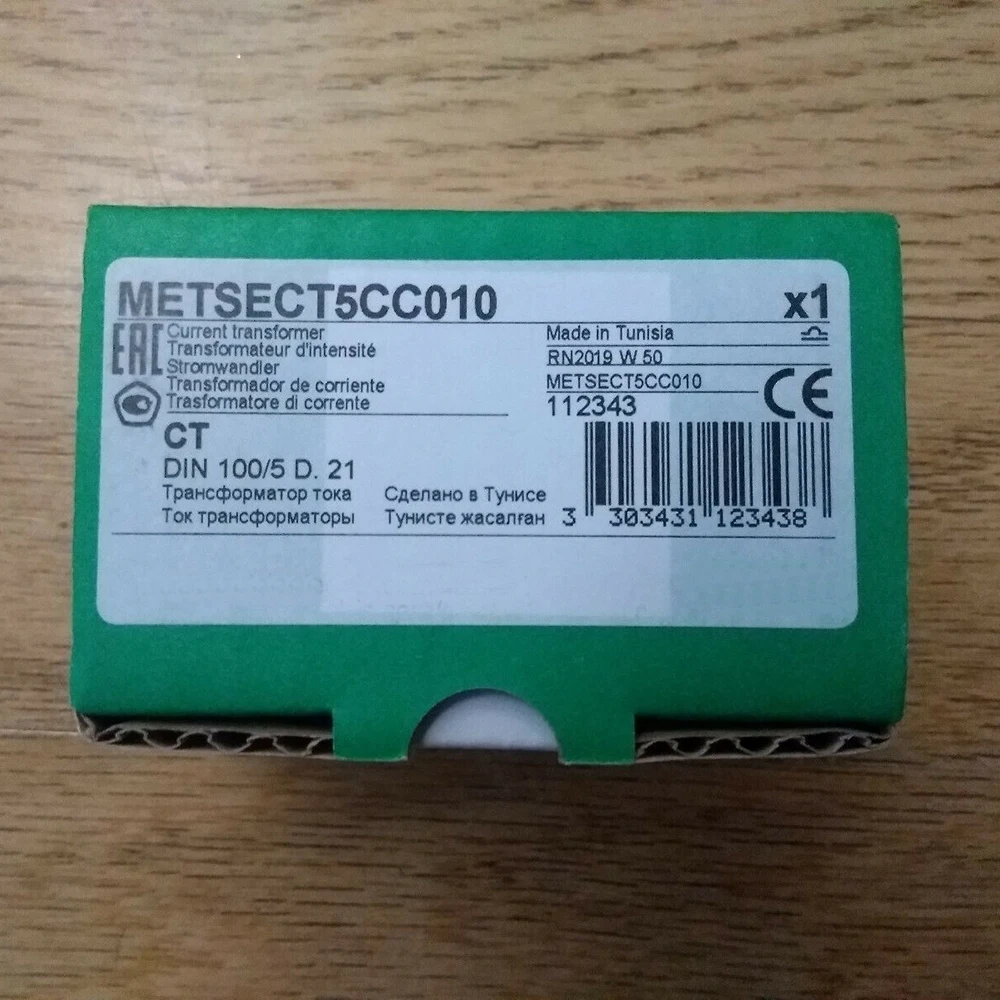 METSECT5CC010 x1
EAC
Current transformer
Transformateur d'intensité
Stromwandler
Transformador de corriente
Trasformatore di corrente
Made in Tunisia
RN2019 W 50
METSECT5CC010
112343
CE
CT
DIN 100/5 D. 21
Трансформатор тока Сделано в Тунисе
Ток трансформаторы Тунисте жасалған
3 303431 123438